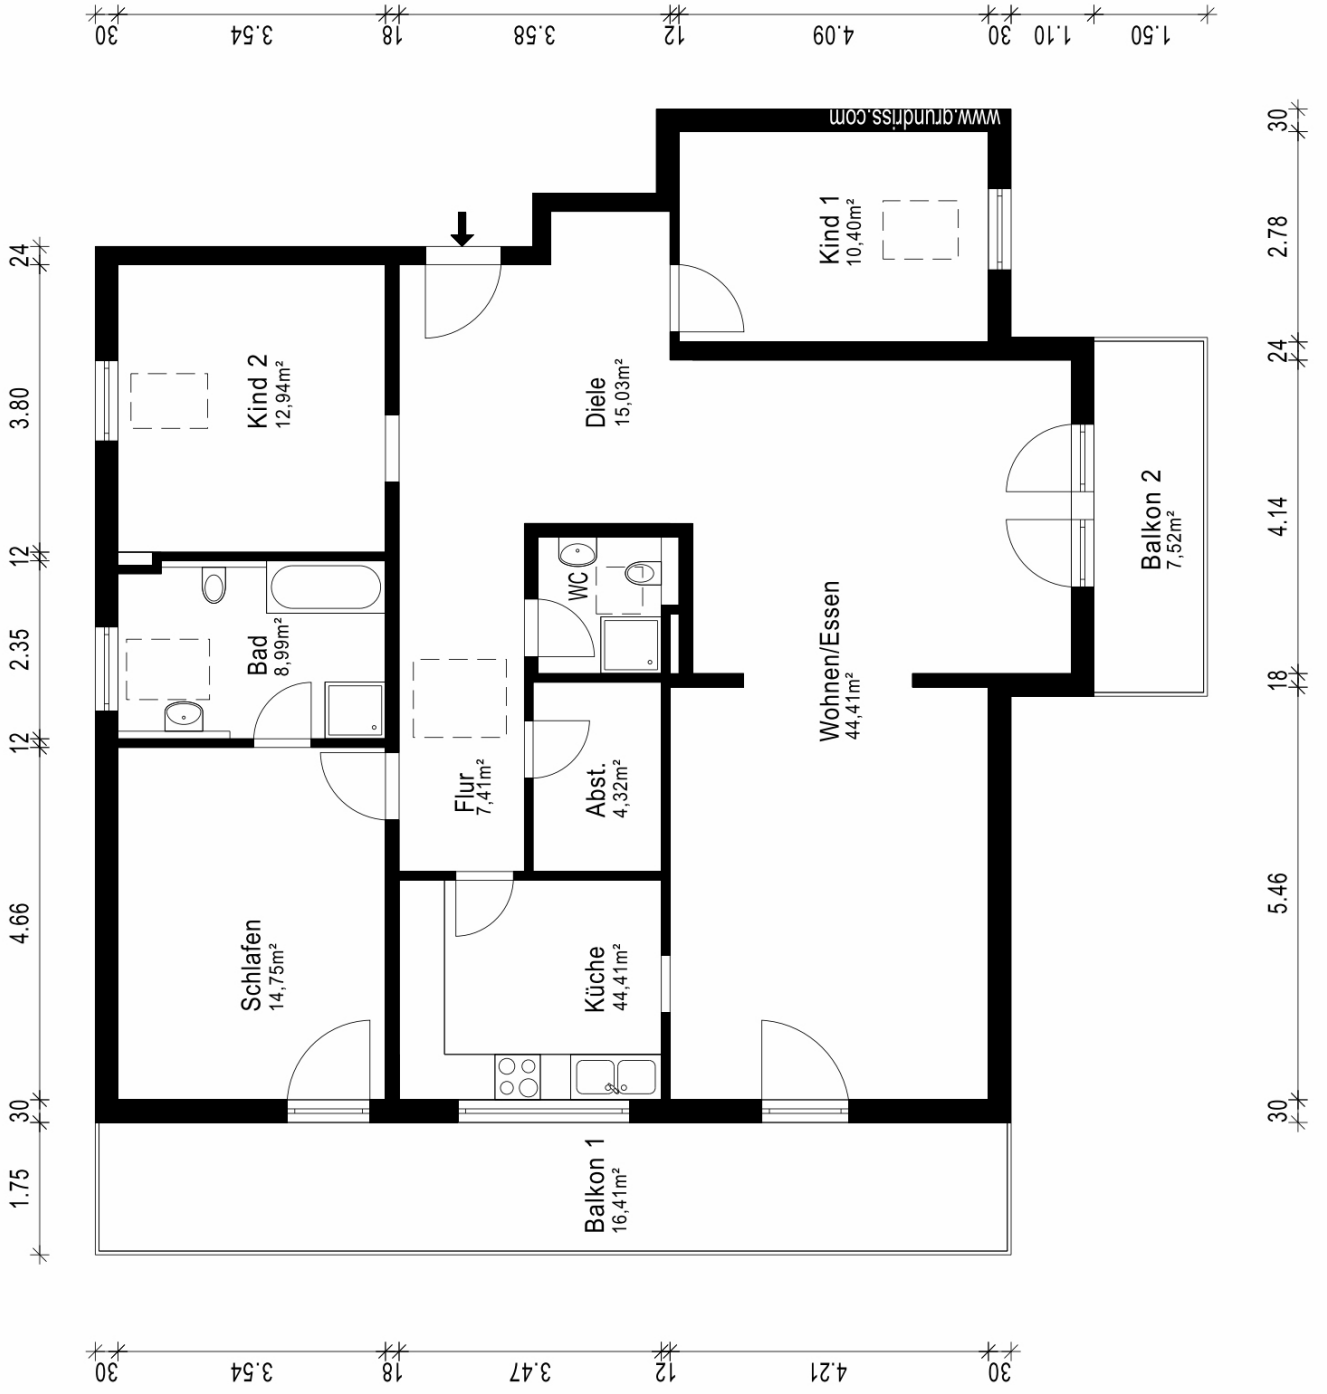 30
3.54
18
3.58
12
4.09
30
1.10
1.50
www.grundriss.com
30
2.78
24
4.14
18
5.46
30
24
3.80
12
2.35
12
4.66
30
1.75
Kind 1
10,40m²
Kind 2
12,94m²
Diele
15,03m²
Balkon 2
7,52m²
WC
Bad
8,99m²
Wohnen/Essen
44,41m²
Flur
7,41m²
Abst.
4,32m²
Schlafen
14,75m²
Küche
44,41m²
Balkon 1
16,41m²
30
3.54
18
3.47
12
4.21
30